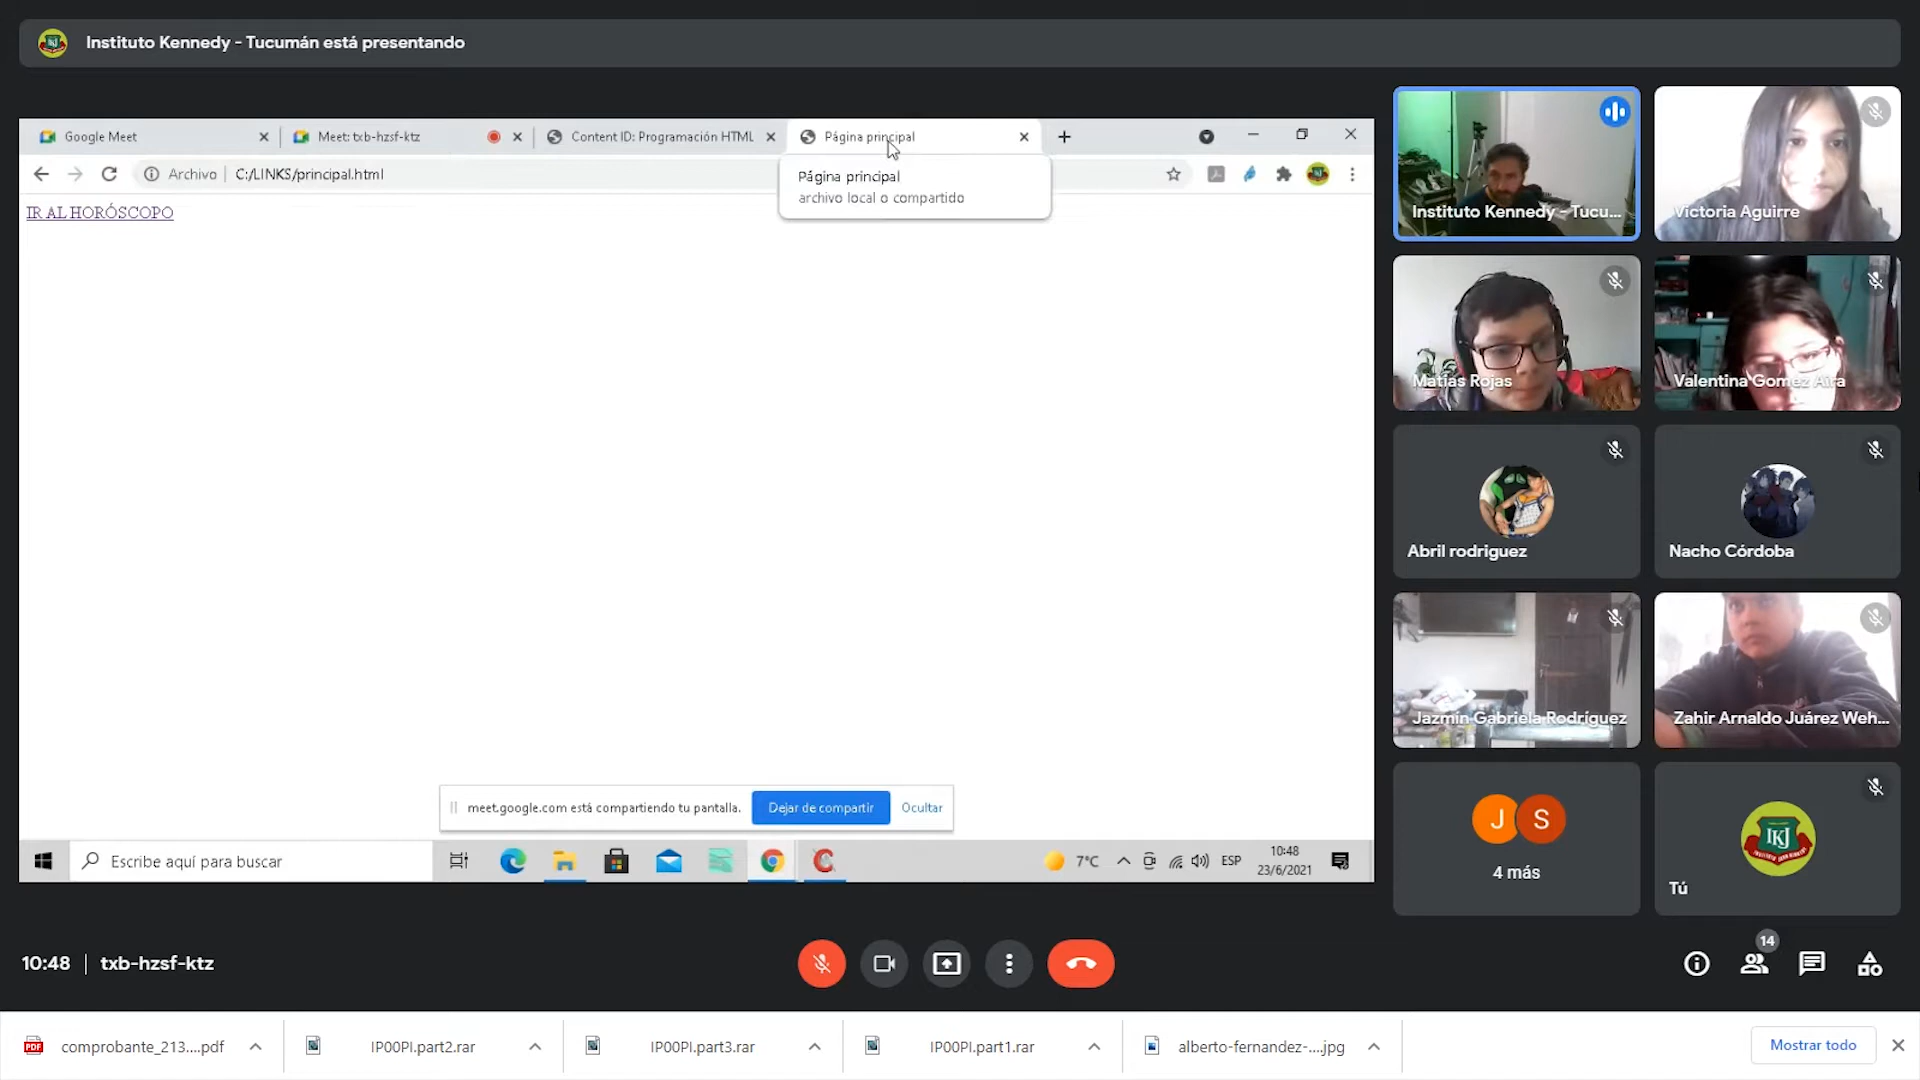 Instituto Kennedy - Tucumán está presentando
Google Meet
Meet: txb-hzsf-ktz
Content ID: Programación HTML
Página principal
Archivo
C:/LINKS/principal.html
Página principal
archivo local o compartido
IR AL HORÓSCOPO
meet.google.com está compartiendo tu pantalla.
Dejar de compartir
Ocultar
Escribe aquí para buscar
7°C
ESP
10:48
23/6/2021
Instituto Kennedy - Tucu...
Victoria Aguirre
Matías Rojas
Valentina Gomez Aira
Abril rodriguez
Nacho Córdoba
Jazmin Gabriela Rodríguez
Zahir Arnaldo Juárez Weh...
J
S
4 más
IKJ
Tú
10:48
txb-hzsf-ktz
14
PDF
comprobante_213....pdf
IP00PI.part2.rar
IP00PI.part3.rar
IP00PI.part1.rar
alberto-fernandez-....jpg
Mostrar todo